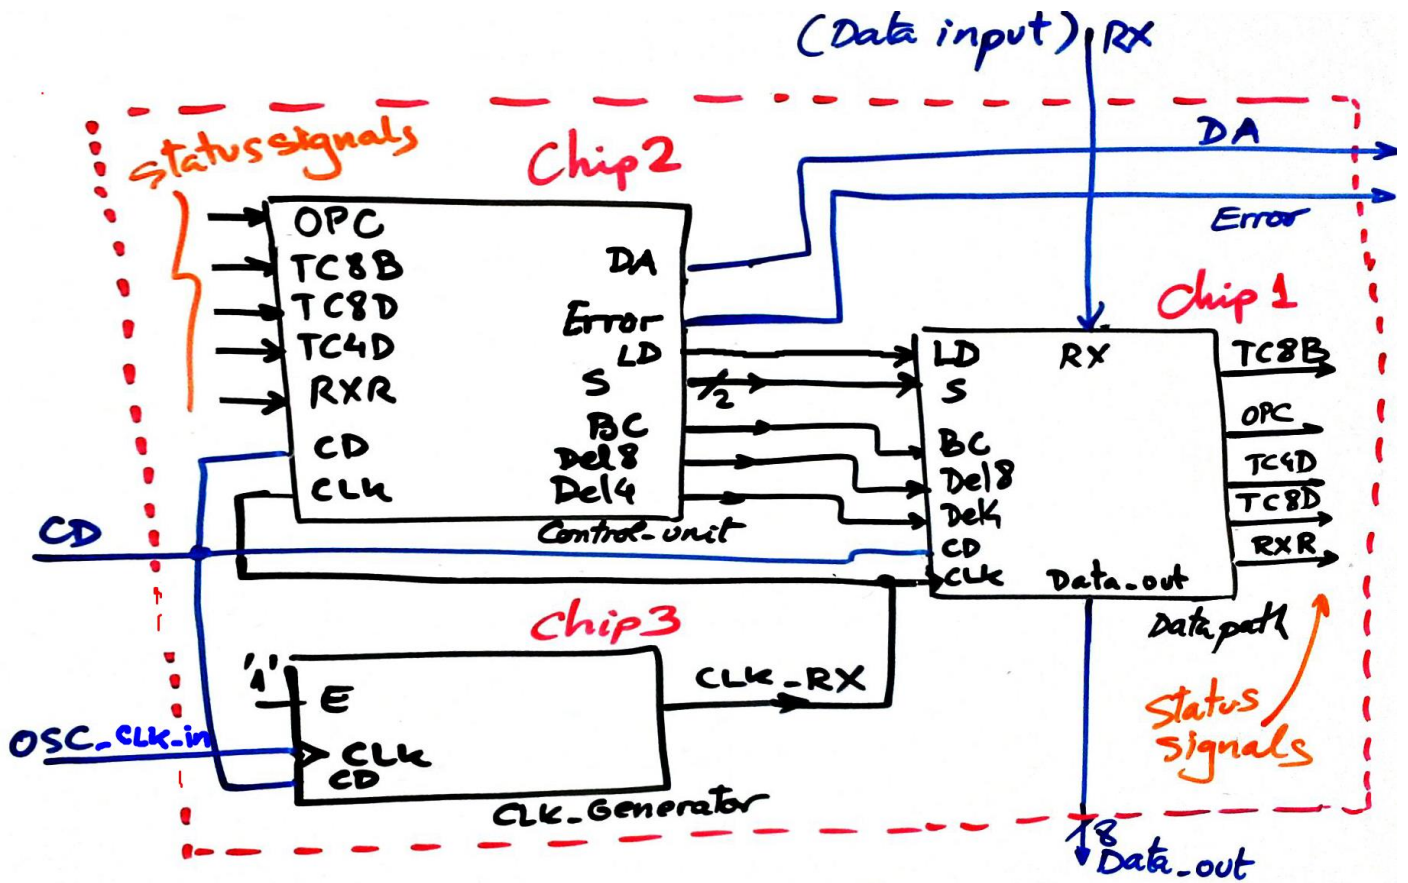 (Data input) RX
DA
Error
status signals
Chip2
OPC
TC8B
TC8D
TC4D
RXR
CD
CLK
DA
Error
LD
S
2
BC
Del8
Del4
Control-unit
Chip1
LD
S
BC
Del8
Del4
CD
CLK
RX
Data_out
Datapath
TC8B
OPC
TC4D
TC8D
RXR
status signals
CD
Chip3
'1'
E
CLK
CD
CLK_RX
CLK_Generator
OSC_CLK_in
8
Data_out